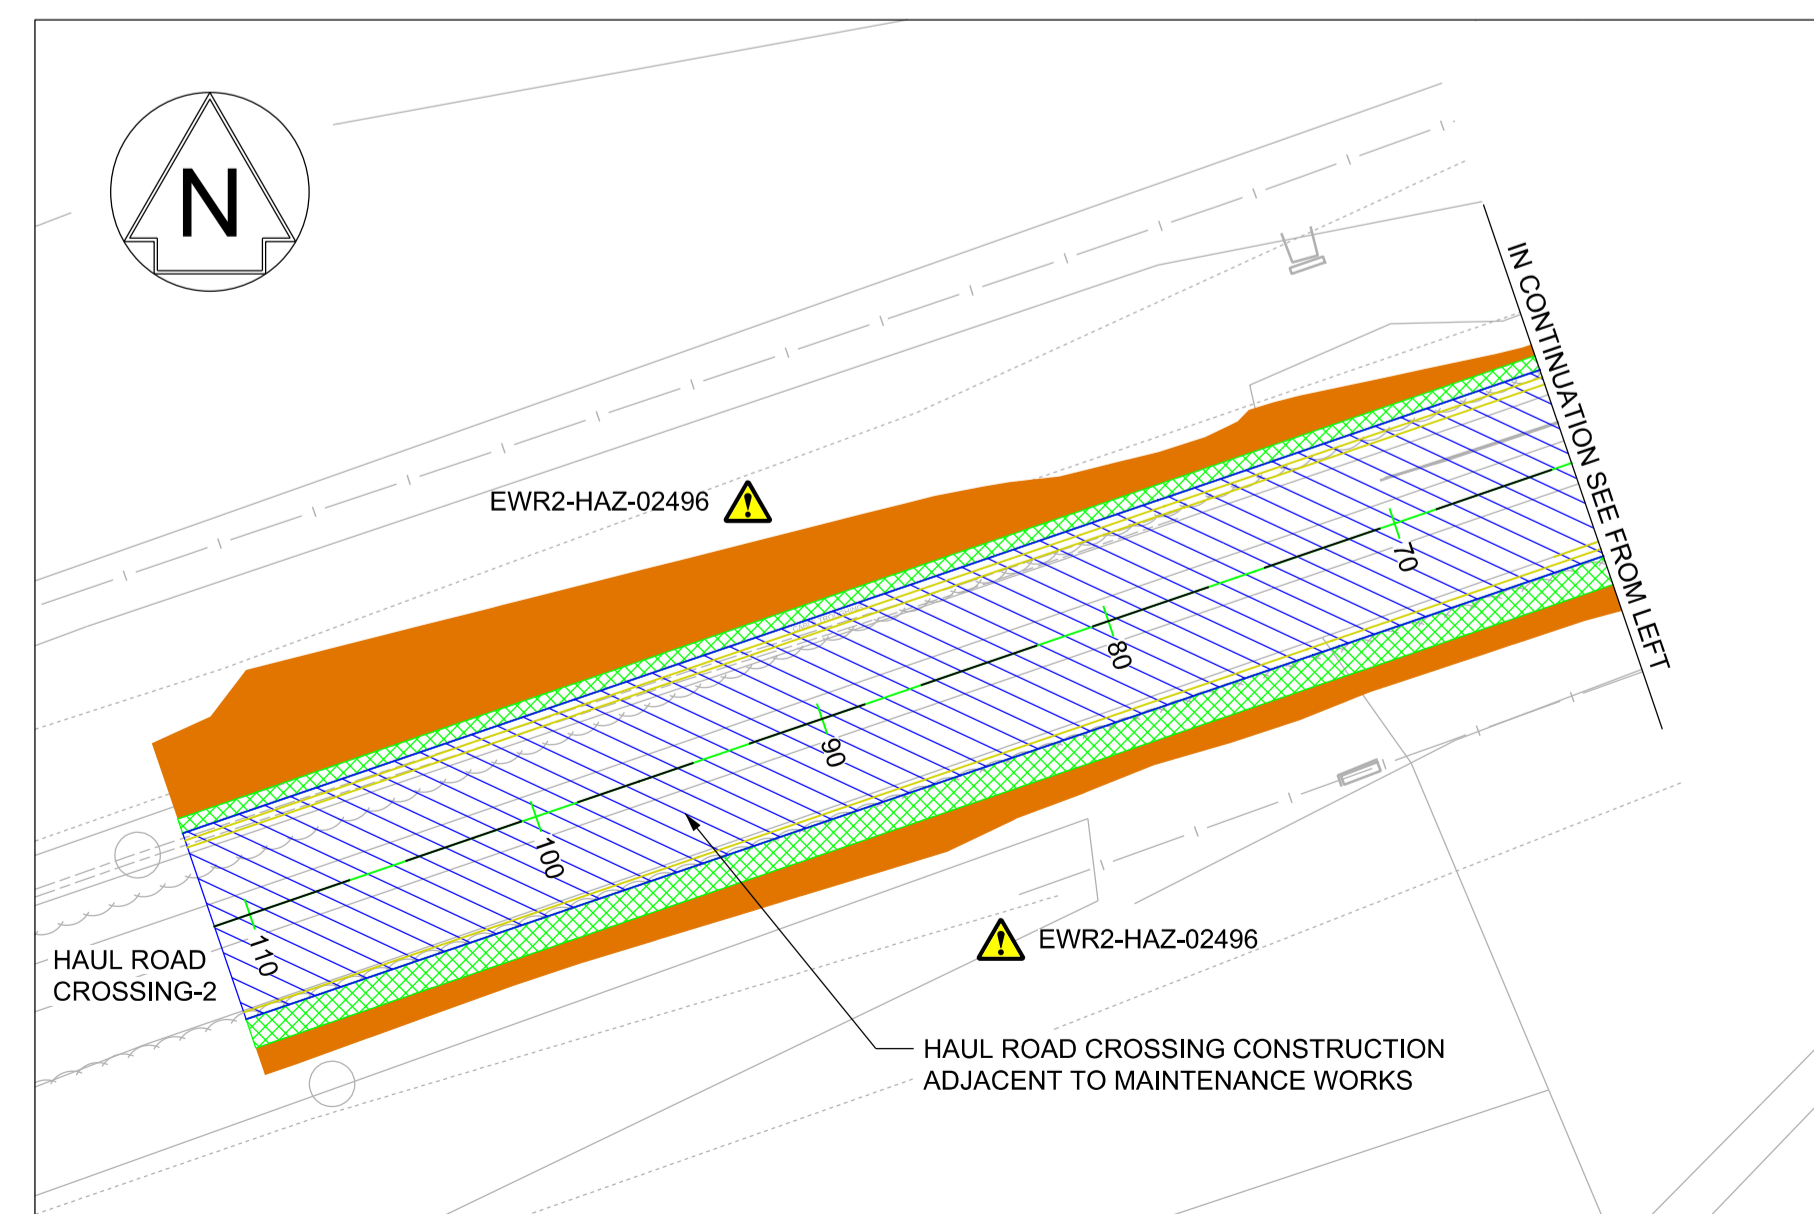 N
IN CONTINUATION SEE FROM LEFT
EWR2-HAZ-02496
70
80
90
100
110
HAUL ROAD
CROSSING-2
EWR2-HAZ-02496
HAUL ROAD CROSSING CONSTRUCTION
ADJACENT TO MAINTENANCE WORKS